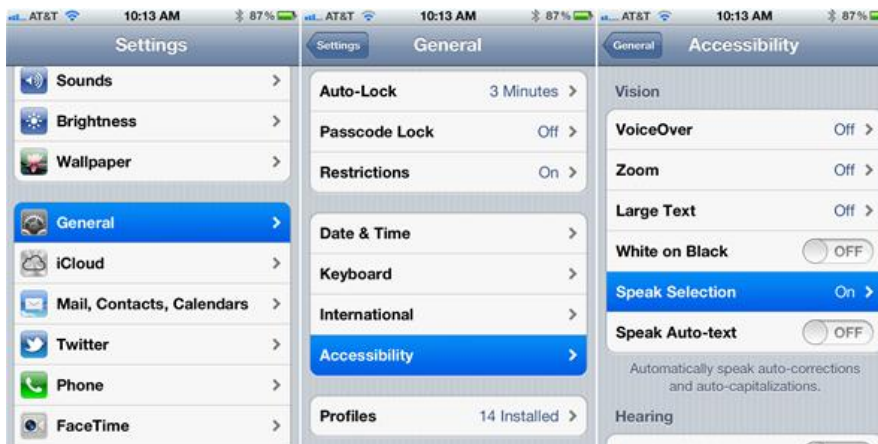 AT&T 10:13 AM 87%
Settings
Sounds
Brightness
Wallpaper
General
iCloud
Mail, Contacts, Calendars
Twitter
Phone
FaceTime
AT&T 10:13 AM 87%
Settings General
Auto-Lock 3 Minutes
Passcode Lock Off
Restrictions On
Date & Time
Keyboard
International
Accessibility
Profiles 14 Installed
AT&T 10:13 AM 87%
General Accessibility
Vision
VoiceOver Off
Zoom Off
Large Text Off
White on Black OFF
Speak Selection On
Speak Auto-text OFF
Automatically speak auto-corrections
and auto-capitalizations.
Hearing